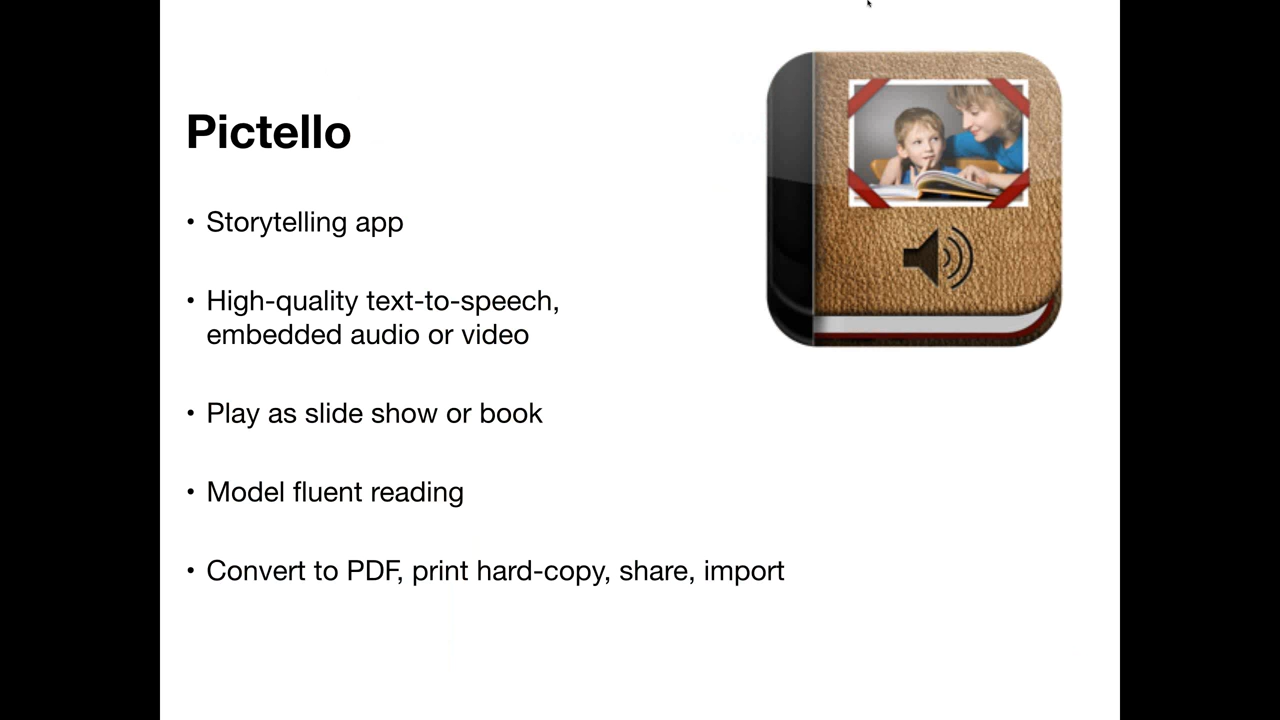 Pictello
• Storytelling app
• High-quality text-to-speech,
embedded audio or video
• Play as slide show or book
• Model fluent reading
• Convert to PDF, print hard-copy, share, import